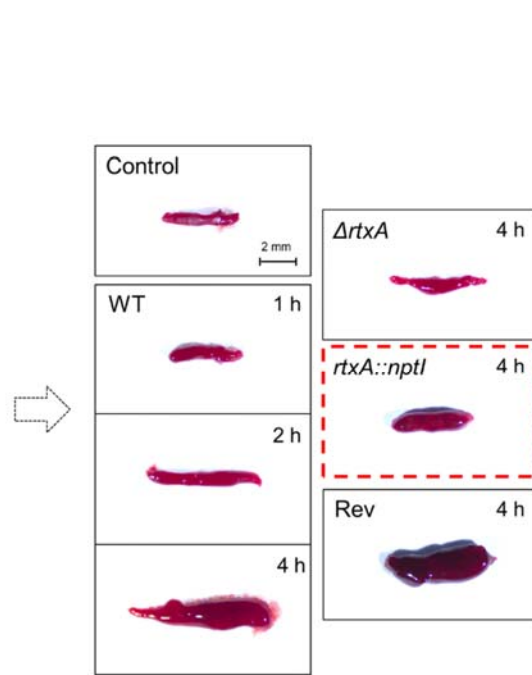 Control
2 mm
WT 1 h
2 h
4 h
ΔrtxA 4 h
rtxA::nptI 4 h
Rev 4 h